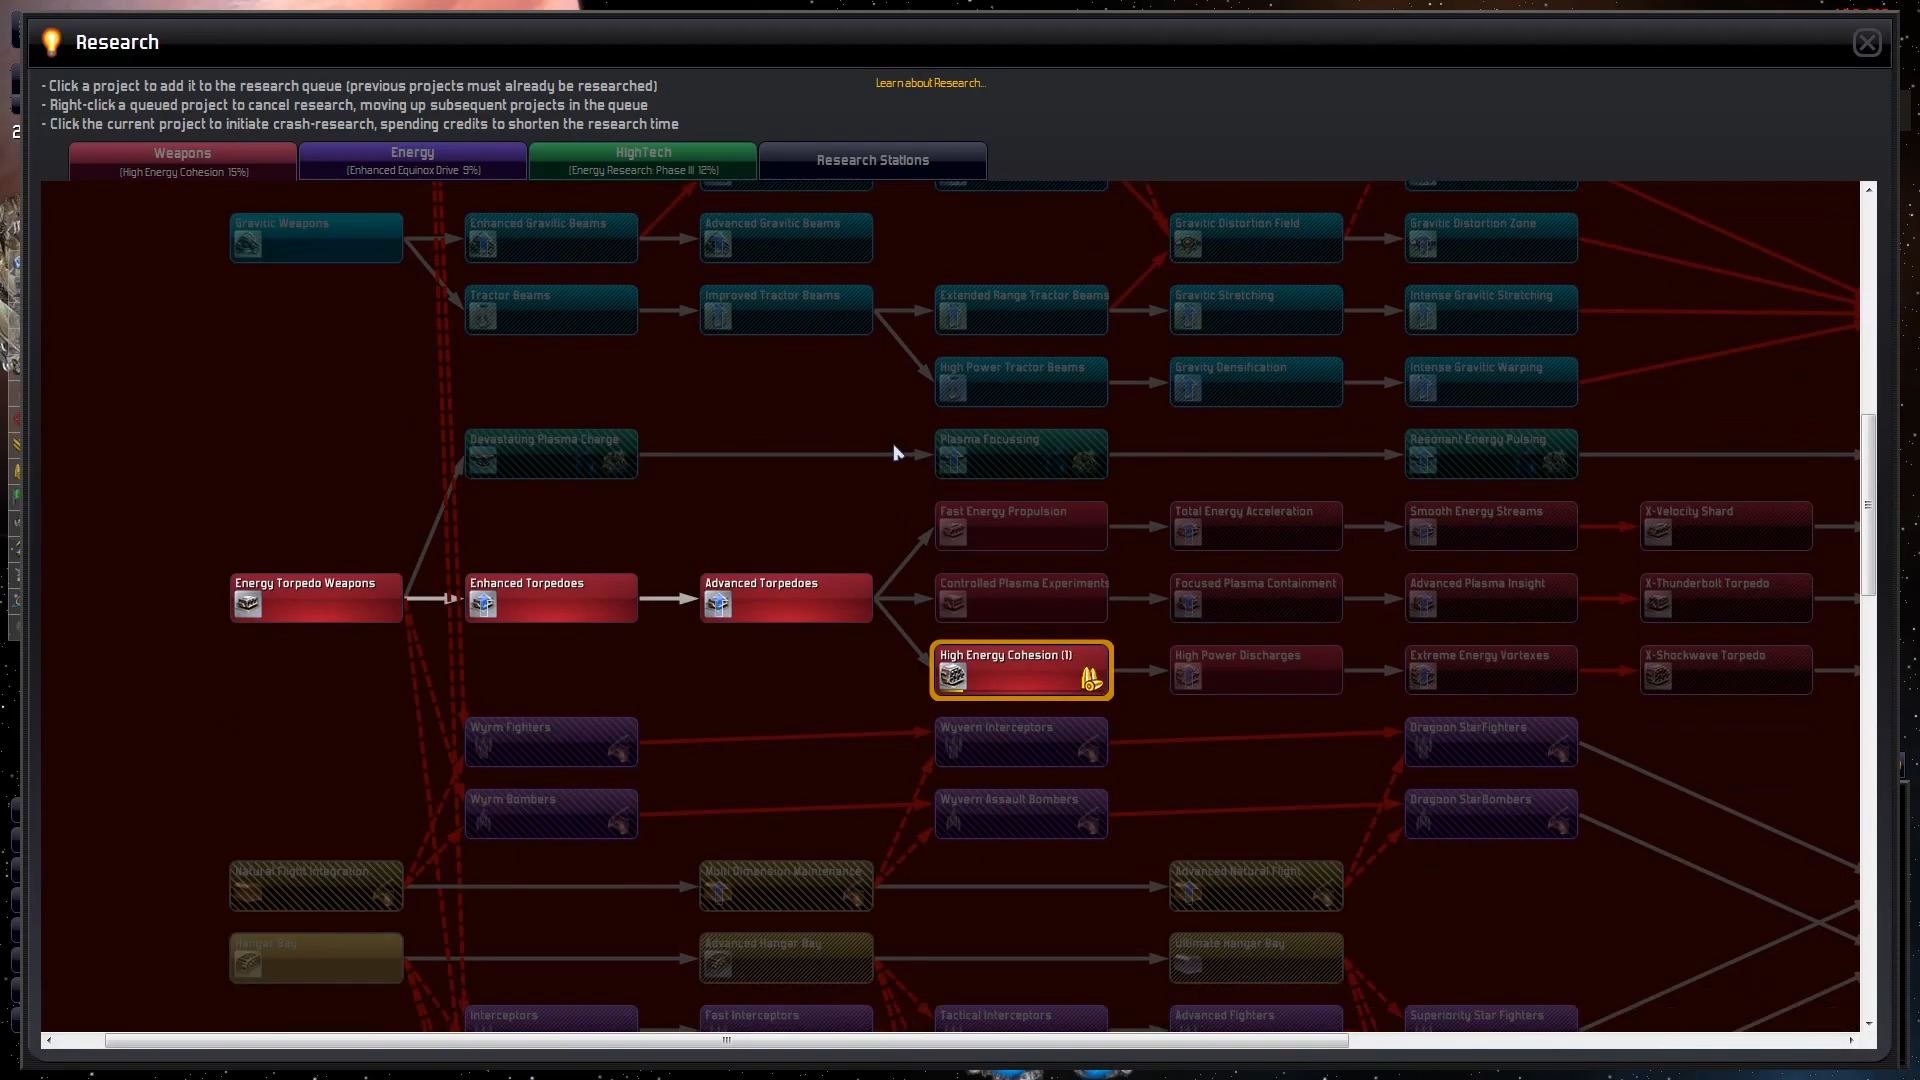 Research
- Click a project to add it to the research queue (previous projects must already be researched)
Learn about Research...
- Right-click a queued project to cancel research, moving up subsequent projects in the queue
- Click the current project to initiate crash-research, spending credits to shorten the research time
Weapons
(High Energy Cohesion 15%)
Energy
(Enhanced Equinox Drive 9%)
HighTech
(Energy Research: Phase III 12%)
Research Stations
Gravitic Weapons
Enhanced Gravitic Beams
Advanced Gravitic Beams
Gravitic Distortion Field
Gravitic Distortion Zone
Tractor Beams
Improved Tractor Beams
Extended Range Tractor Beams
Gravitic Stretching
Intense Gravitic Stretching
High Power Tractor Beams
Gravity Densification
Intense Gravitic Warping
Devastating Plasma Charge
Plasma Focussing
Resonant Energy Pulsing
Fast Energy Propulsion
Total Energy Acceleration
Smooth Energy Streams
X-Velocity Shard
Energy Torpedo Weapons
Enhanced Torpedoes
Advanced Torpedoes
Controlled Plasma Experiments
Focused Plasma Containment
Advanced Plasma Insight
X-Thunderbolt Torpedo
High Energy Cohesion (1)
High Power Discharges
Extreme Energy Vortexes
X-Shockwave Torpedo
Wyrm Fighters
Wyvern Interceptors
Dragoon StarFighters
Wyrm Bombers
Wyvern Assault Bombers
Dragoon StarBombers
Natural Flight Integration
Multi Dimension Maintenance
Advanced Natural Flight
Hangar Bay
Advanced Hangar Bay
Ultimate Hangar Bay
Interceptors
Fast Interceptors
Tactical Interceptors
Advanced Fighters
Superiority Star Fighters